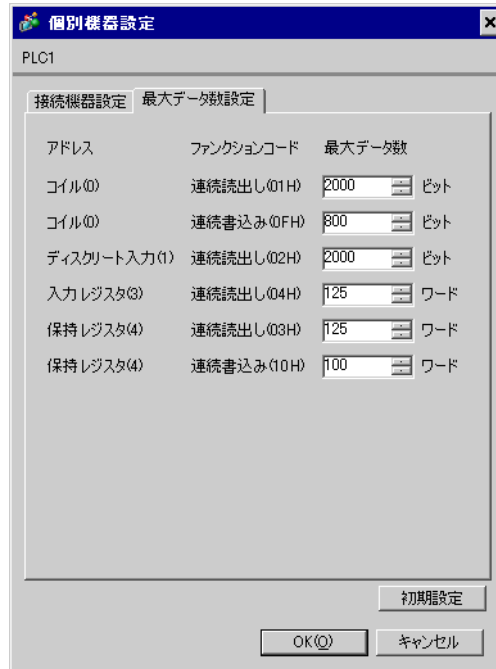 個別機器設定
PLC1
接続機器設定 最大データ数設定
アドレス ファンクションコード 最大データ数
コイル(0) 連続読出し(01H) 2000 ビット
コイル(0) 連続書込み(0FH) 800 ビット
ディスクリート入力(1) 連続読出し(02H) 2000 ビット
入力レジスタ(3) 連続読出し(04H) 125 ワード
保持レジスタ(4) 連続読出し(03H) 125 ワード
保持レジスタ(4) 連続書込み(10H) 100 ワード
初期設定
OK(O) キャンセル